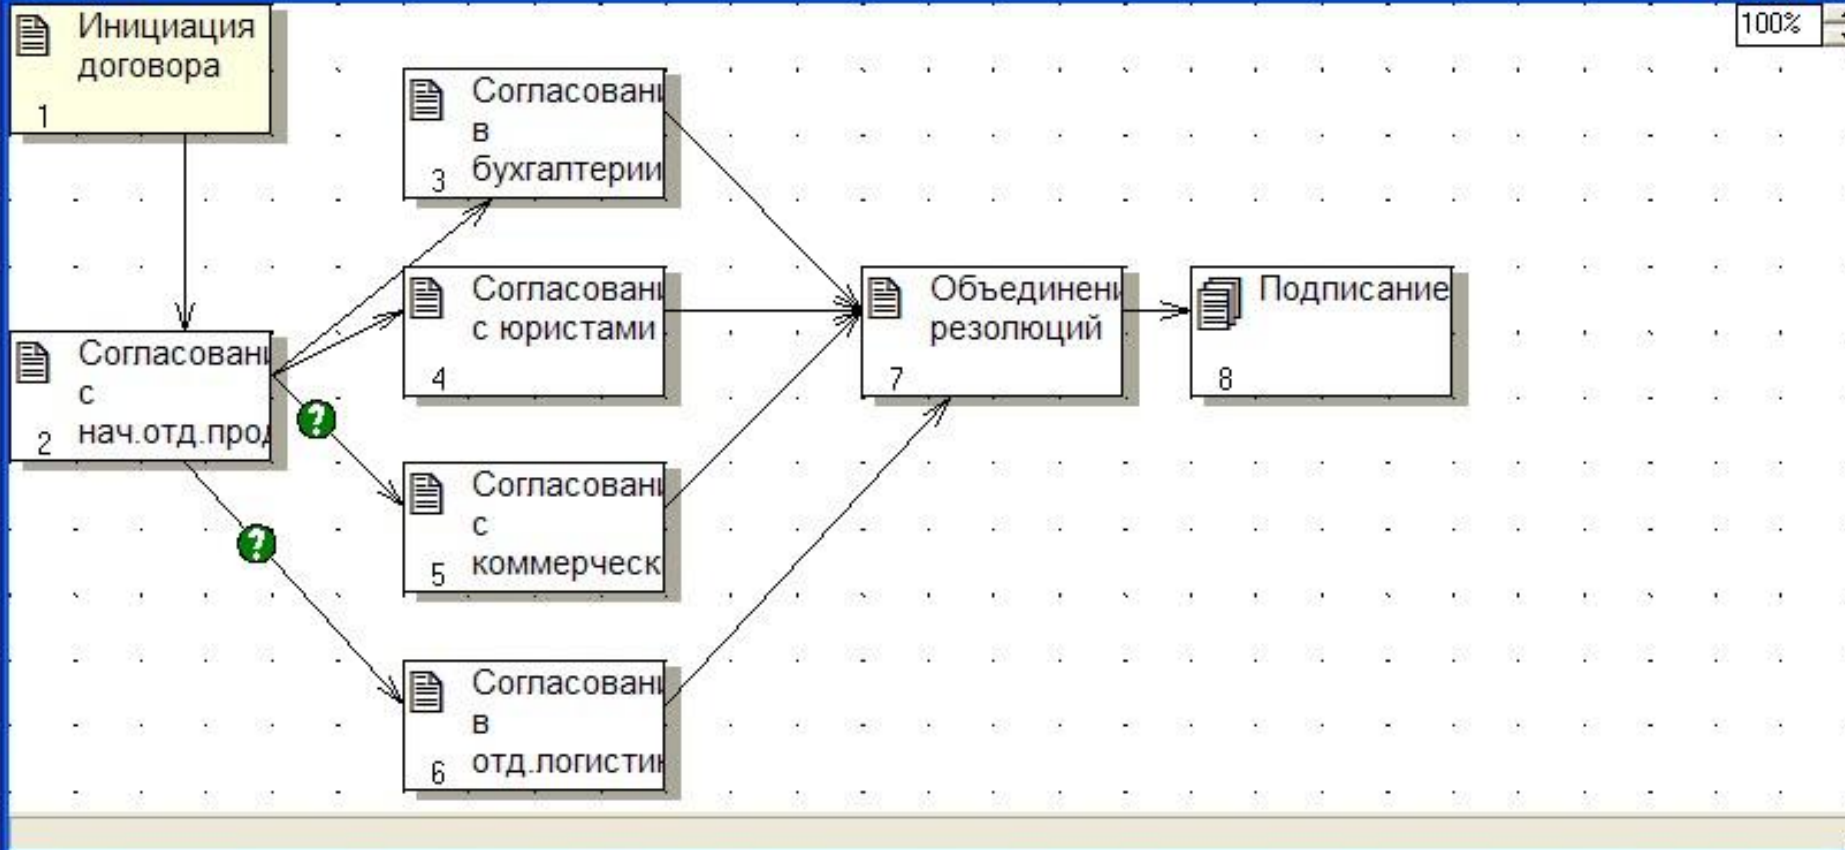 Инициация
договора
1
100%
Согласовани
в
бухгалтерии
3
Согласовани
с юристами
4
Объединени
резолюций
7
Подписание
8
Согласовани
с
нач.отд.прод
2
Согласовани
с
коммерческ
5
Согласовани
в
отд.логистик
6